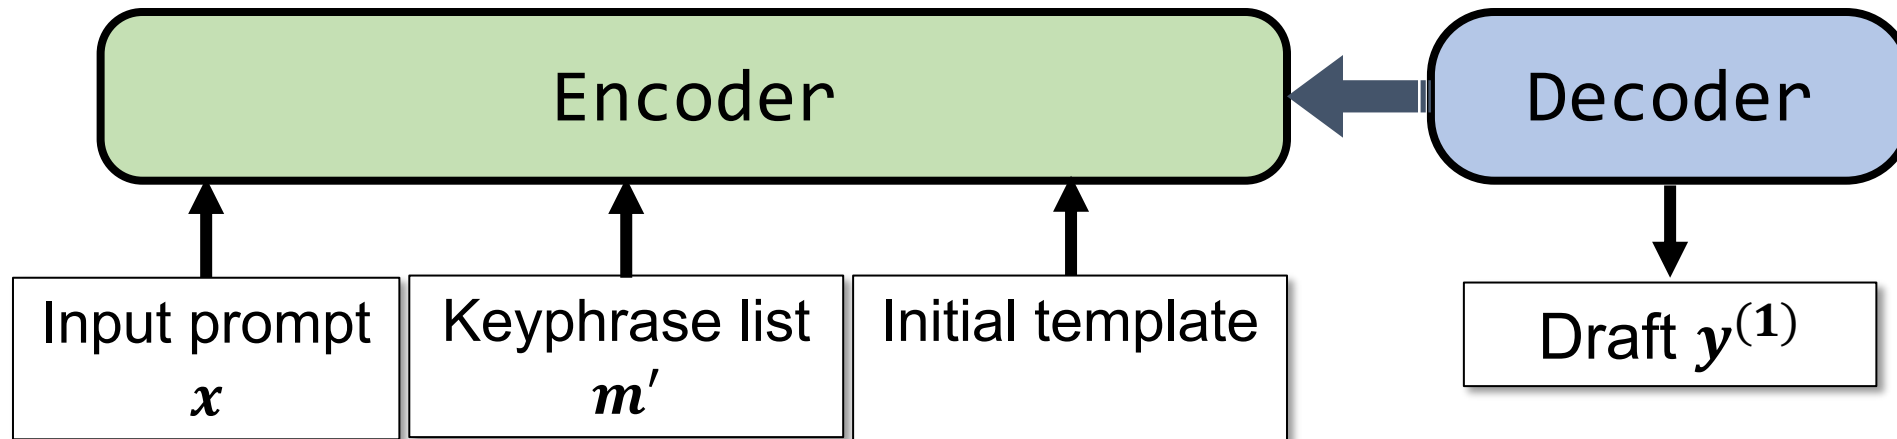 Encoder
Decoder
Input prompt
x
Keyphrase list
m′
Initial template
Draft y⁽¹⁾